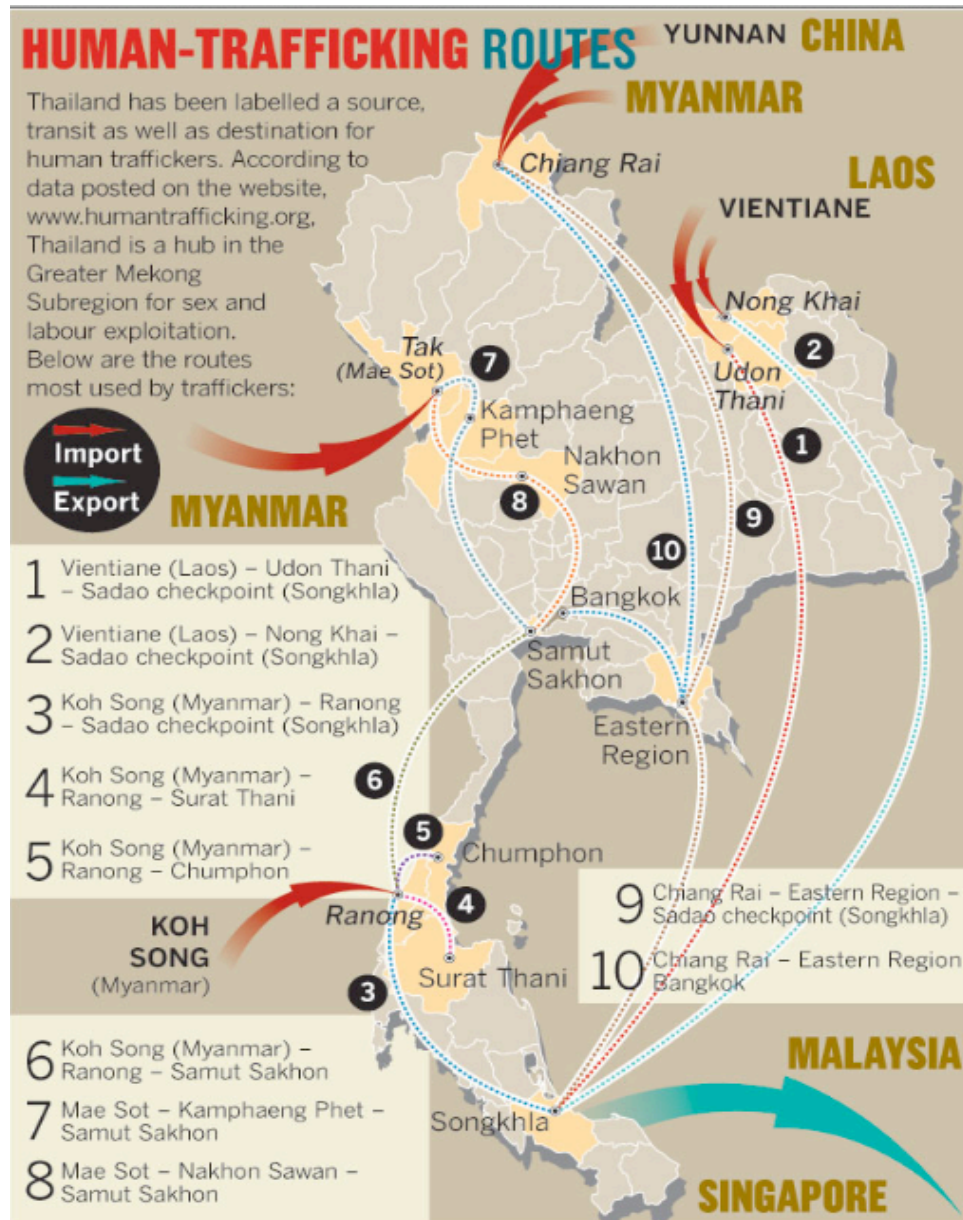 HUMAN-TRAFFICKING ROUTES
Thailand has been labelled a source,
transit as well as destination for
human traffickers. According to
data posted on the website,
www.humantrafficking.org,
Thailand is a hub in the
Greater Mekong
Subregion for sex and
labour exploitation.
Below are the routes
most used by traffickers:
Import
Export
YUNNAN CHINA
MYANMAR
Chiang Rai
LAOS
VIENTIANE
Nong Khai
2
Udon
Thani
1
Tak
(Mae Sot)
7
Kamphaeng
Phet
Nakhon
Sawan
8
MYANMAR
9
10
Bangkok
Samut
Sakhon
Eastern
Region
6
5
Chumphon
Ranong
4
KOH
SONG
(Myanmar)
Surat Thani
3
Songkhla
MALAYSIA
SINGAPORE
1 Vientiane (Laos) – Udon Thani
– Sadao checkpoint (Songkhla)
2 Vientiane (Laos) – Nong Khai –
Sadao checkpoint (Songkhla)
3 Koh Song (Myanmar) – Ranong
– Sadao checkpoint (Songkhla)
4 Koh Song (Myanmar) –
Ranong – Surat Thani
5 Koh Song (Myanmar) –
Ranong – Chumphon
6 Koh Song (Myanmar) –
Ranong – Samut Sakhon
7 Mae Sot – Kamphaeng Phet –
Samut Sakhon
8 Mae Sot – Nakhon Sawan –
Samut Sakhon
9 Chiang Rai – Eastern Region –
Sadao checkpoint (Songkhla)
10 Chiang Rai – Eastern Region
Bangkok